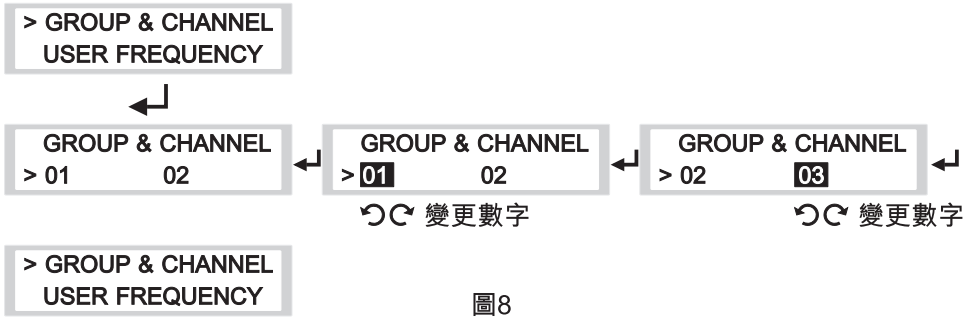 > GROUP & CHANNEL
USER FREQUENCY
GROUP & CHANNEL
> 01 02
GROUP & CHANNEL
> 01 02
變更數字
GROUP & CHANNEL
> 02 03
變更數字
> GROUP & CHANNEL
USER FREQUENCY
圖8